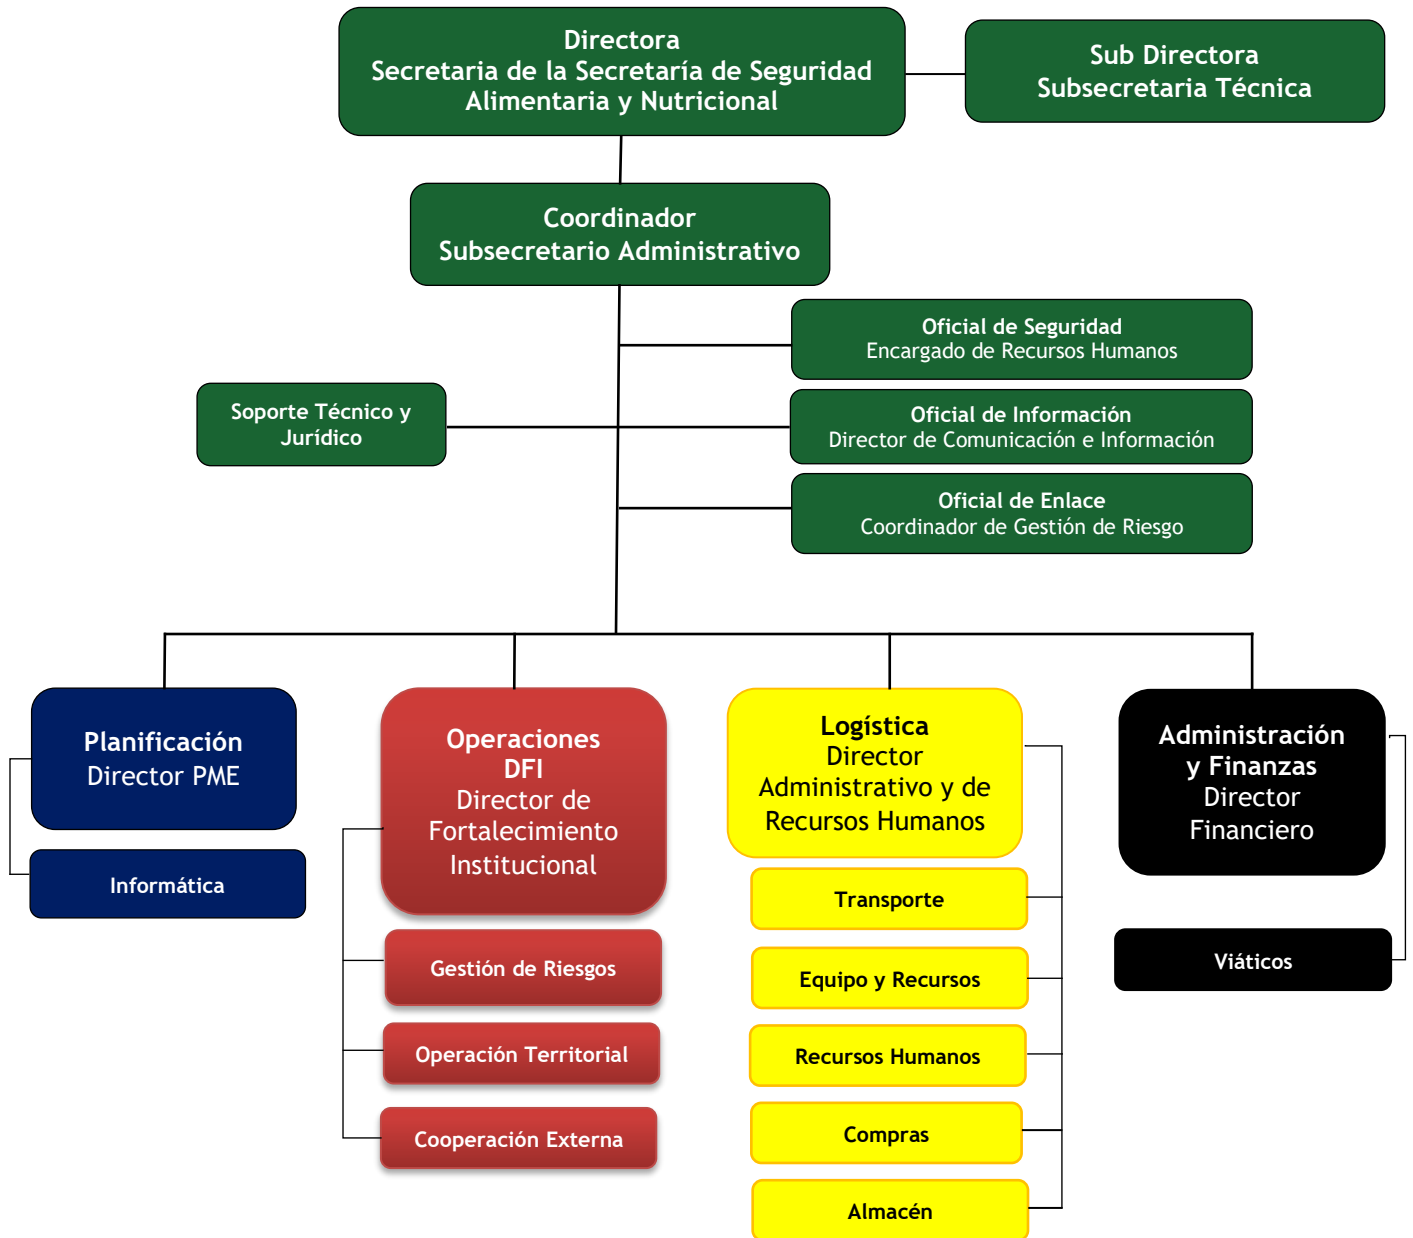 Directora
Secretaria de la Secretaría de Seguridad
Alimentaria y Nutricional
Sub Directora
Subsecretaria Técnica
Coordinador
Subsecretario Administrativo
Oficial de Seguridad
Encargado de Recursos Humanos
Soporte Técnico y
Jurídico
Oficial de Información
Director de Comunicación e Información
Oficial de Enlace
Coordinador de Gestión de Riesgo
Planificación
Director PME
Informática
Operaciones
DFI
Director de
Fortalecimiento
Institucional
Gestión de Riesgos
Operación Territorial
Cooperación Externa
Logística
Director
Administrativo y de
Recursos Humanos
Transporte
Equipo y Recursos
Recursos Humanos
Compras
Almacén
Administración
y Finanzas
Director
Financiero
Viáticos